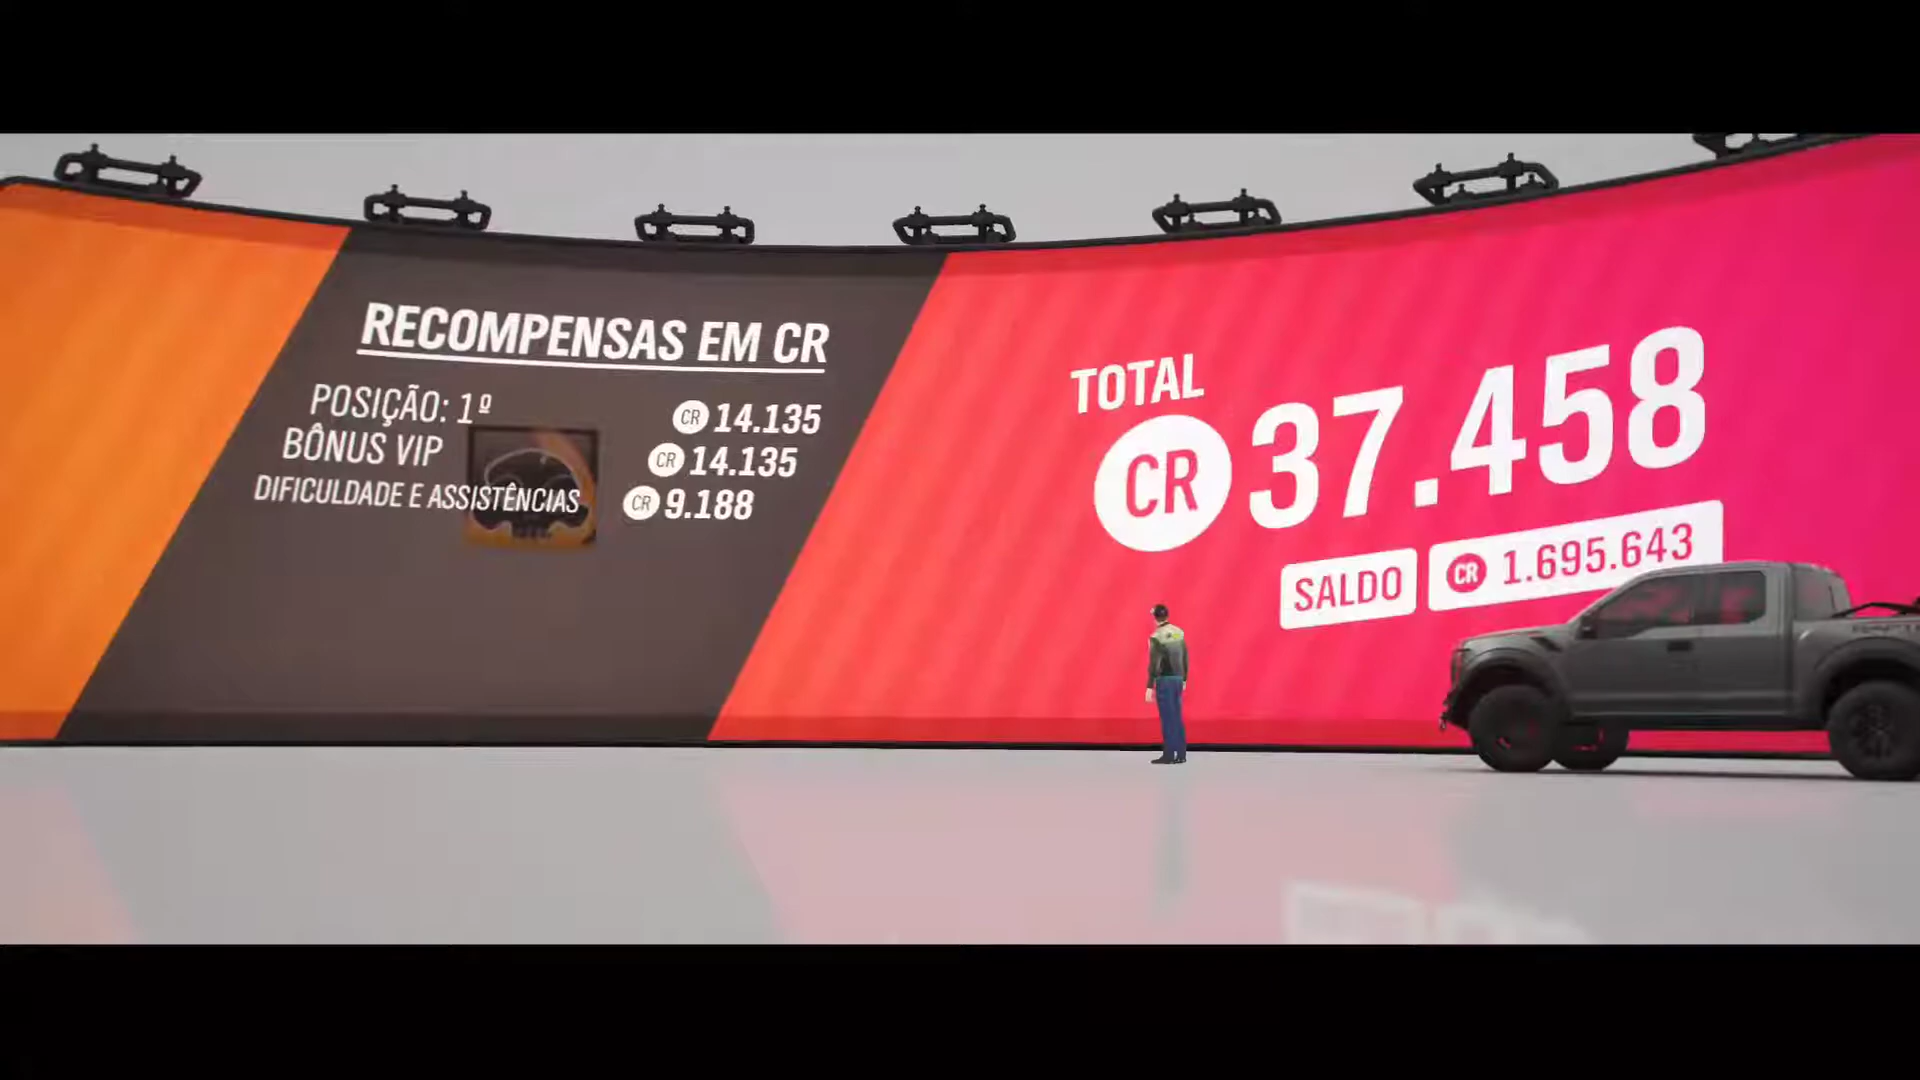 RECOMPENSAS EM CR
POSIÇÃO: 1º CR 14.135
BÔNUS VIP CR 14.135
DIFICULDADE E ASSISTÊNCIAS CR 9.188
TOTAL
CR 37.458
SALDO CR 1.695.643